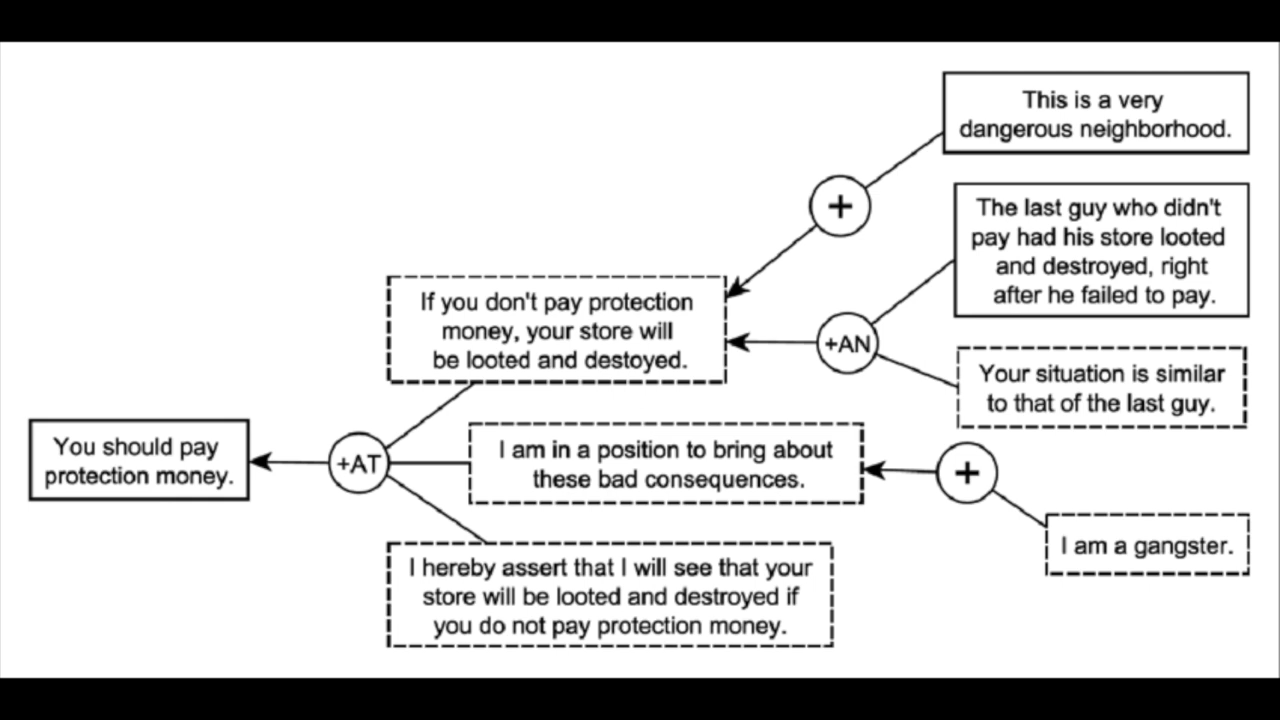 This is a very
dangerous neighborhood.
+
The last guy who didn't
pay had his store looted
and destroyed, right
after he failed to pay.
If you don't pay protection
money, your store will
be looted and destoyed.
+AN
Your situation is similar
to that of the last guy.
You should pay
protection money.
+AT
I am in a position to bring about
these bad consequences.
+
I am a gangster.
I hereby assert that I will see that your
store will be looted and destroyed if
you do not pay protection money.